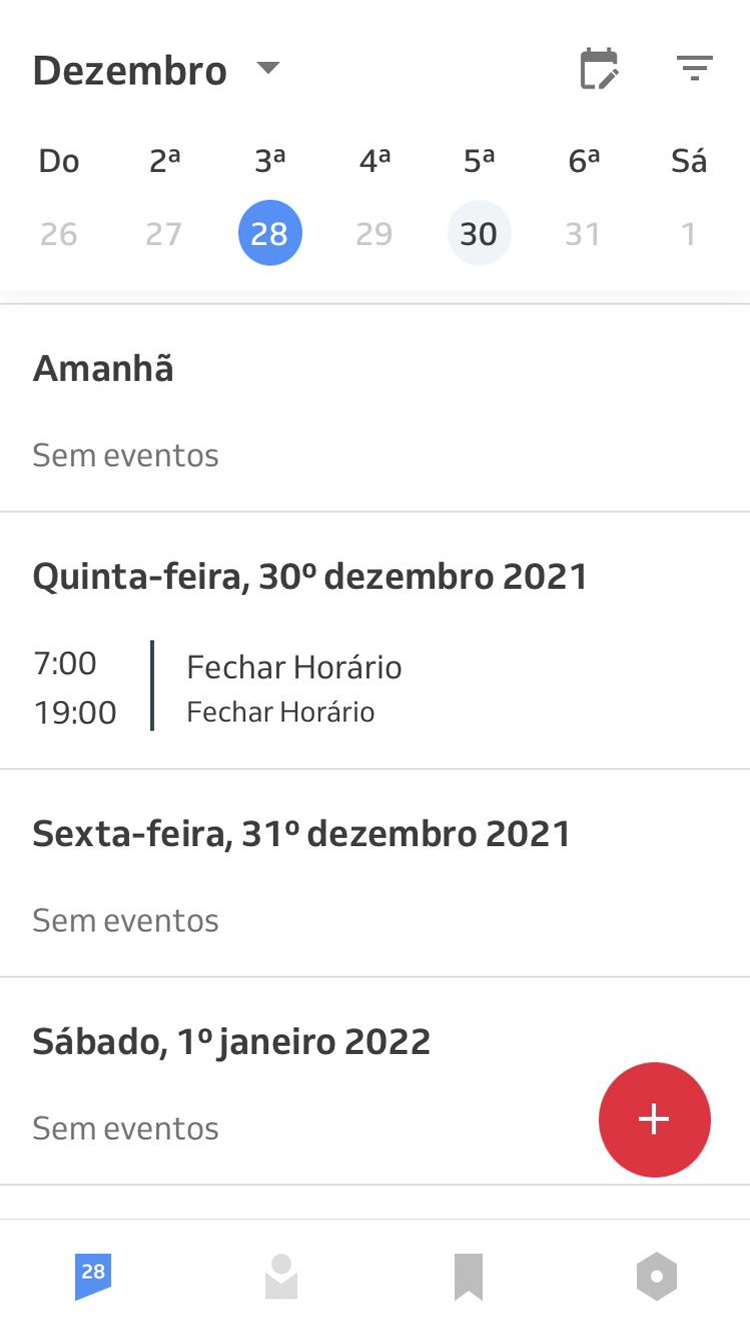 Dezembro
Do 2ª 3ª 4ª 5ª 6ª Sá
26 27 28 29 30 31 1
Amanhã
Sem eventos
Quinta-feira, 30º dezembro 2021
7:00 Fechar Horário
19:00 Fechar Horário
Sexta-feira, 31º dezembro 2021
Sem eventos
Sábado, 1º janeiro 2022
Sem eventos
28